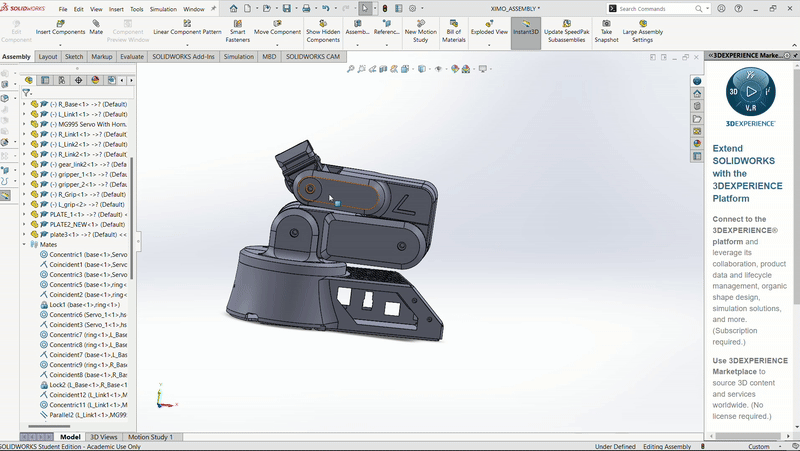 SOLIDWORKS
File Edit View Insert Tools Simulation Window
XIMO_ASSEMBLY *
Search Commands
Edit Component
Insert Components
Mate
Component Preview Window
Linear Component Pattern
Smart Fasteners
Move Component
Show Hidden Components
Assemb...
Referenc...
New Motion Study
Bill of Materials
Exploded View
Instant3D
Update SpeedPak Subassemblies
Take Snapshot
Large Assembly Settings
Assembly Layout Sketch Markup Evaluate SOLIDWORKS Add-Ins Simulation MBD SOLIDWORKS CAM
3DEXPERIENCE Marke...
(-) R_Base<1> ->? (Default)
(-) L_Link1<1> ->? (Default)
(-) MG995 Servo With Horn.
(-) R_Link1<1> ->? (Default)
(-) L_Link2<1> ->? (Default)
(-) R_Link2<1> ->? (Default)
(-) gear_link2<1> ->? (Default)
(-) gripper_1<1> ->? (Default)
(-) gripper_2<1> ->? (Default)
(-) R_Grip<1> ->? (Default)
(-) L_grip<2> ->? (Default)
PLATE_1<1> ->? (Default)
PLATE2_NEW<1> ->? (Default)
plate3<1> ->? (Default) <<
Mates
Concentric1 (base<1>,Servo
Coincident1 (base<1>,Servo
Concentric3 (base<1>,Servo
Concentric5 (base<1>,ring<1
Coincident2 (base<1>,ring<1
Lock1 (base<1>,ring<1>)
Concentric6 (Servo_1<1>,hs
Coincident3 (Servo_1<1>,hs
Concentric7 (ring<1>,L_Base
Concentric8 (ring<1>,L_Base
Coincident7 (base<1>,L_Bas
Concentric9 (ring<1>,R_Base
Coincident8 (base<1>,R_Bas
Lock2 (L_Base<1>,R_Base<1
Coincident12 (L_Link1<1>,M
Concentric11 (L_Link1<1>,M
Parallel2 (L_Link1<1>,MG99
3D
V.R
3DEXPERIENCE
Extend
SOLIDWORKS
with the
3DEXPERIENCE
Platform
Connect to the
3DEXPERIENCE®
platform and
leverage its
collaboration, product
data and lifecycle
management, organic
shape design,
simulation solutions,
and more.
(Subscription
required.)
Use 3DEXPERIENCE
Marketplace to
source 3D content
and services
worldwide. (No
license required.)
Model 3D Views Motion Study 1
SOLIDWORKS Student Edition - Academic Use Only
Under Defined Editing Assembly Custom